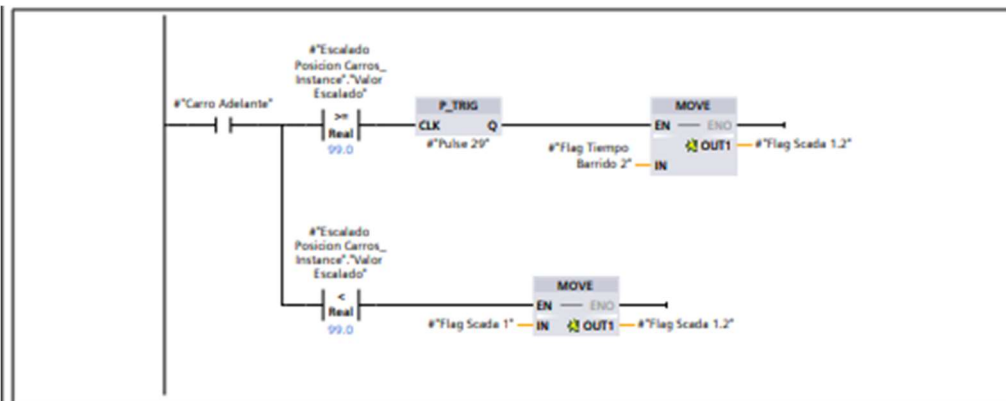 #"Escalado
Posicion Carros_
Instance"."Valor
Escalado"
#"Carro Adelante"
>=
Real
99.0
P_TRIG
CLK Q
#"Pulse 29"
MOVE
EN ENO
OUT1
#"Flag Scada 1.2"
#"Flag Tiempo
Barrido 2"
IN
#"Escalado
Posicion Carros_
Instance"."Valor
Escalado"
<
Real
99.0
MOVE
EN ENO
#"Flag Scada 1" IN OUT1 #"Flag Scada 1.2"